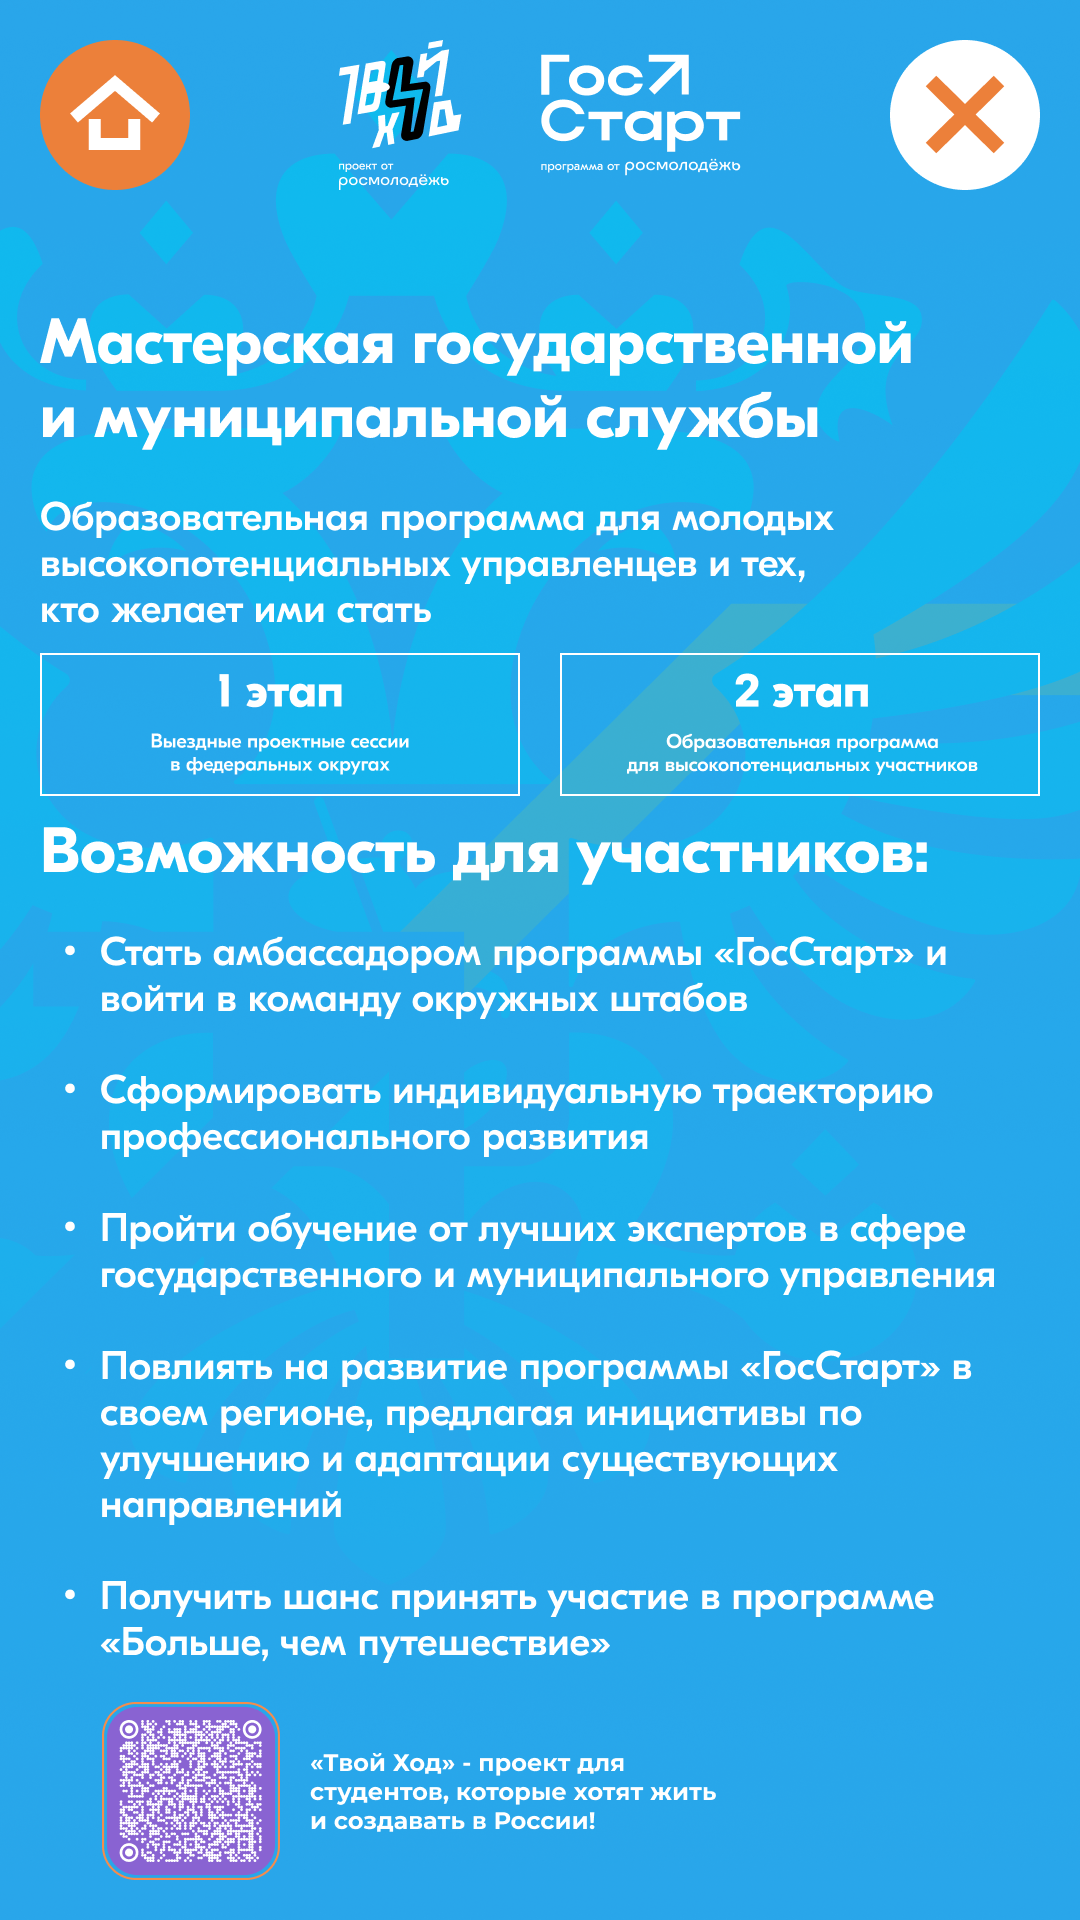 ТВОЙ
ХОД
проект от
росмолодёжь
Гос
Старт
программа от росмолодёжь
Мастерская государственной
и муниципальной службы
Образовательная программа для молодых
высокопотенциальных управленцев и тех,
кто желает ими стать
1 этап
Выездные проектные сессии
в федеральных округах
2 этап
Образовательная программа
для высокопотенциальных участников
Возможность для участников:
• Стать амбассадором программы «ГосСтарт» и
войти в команду окружных штабов
• Сформировать индивидуальную траекторию
профессионального развития
• Пройти обучение от лучших экспертов в сфере
государственного и муниципального управления
• Повлиять на развитие программы «ГосСтарт» в
своем регионе, предлагая инициативы по
улучшению и адаптации существующих
направлений
• Получить шанс принять участие в программе
«Больше, чем путешествие»
«Твой Ход» - проект для
студентов, которые хотят жить
и создавать в России!